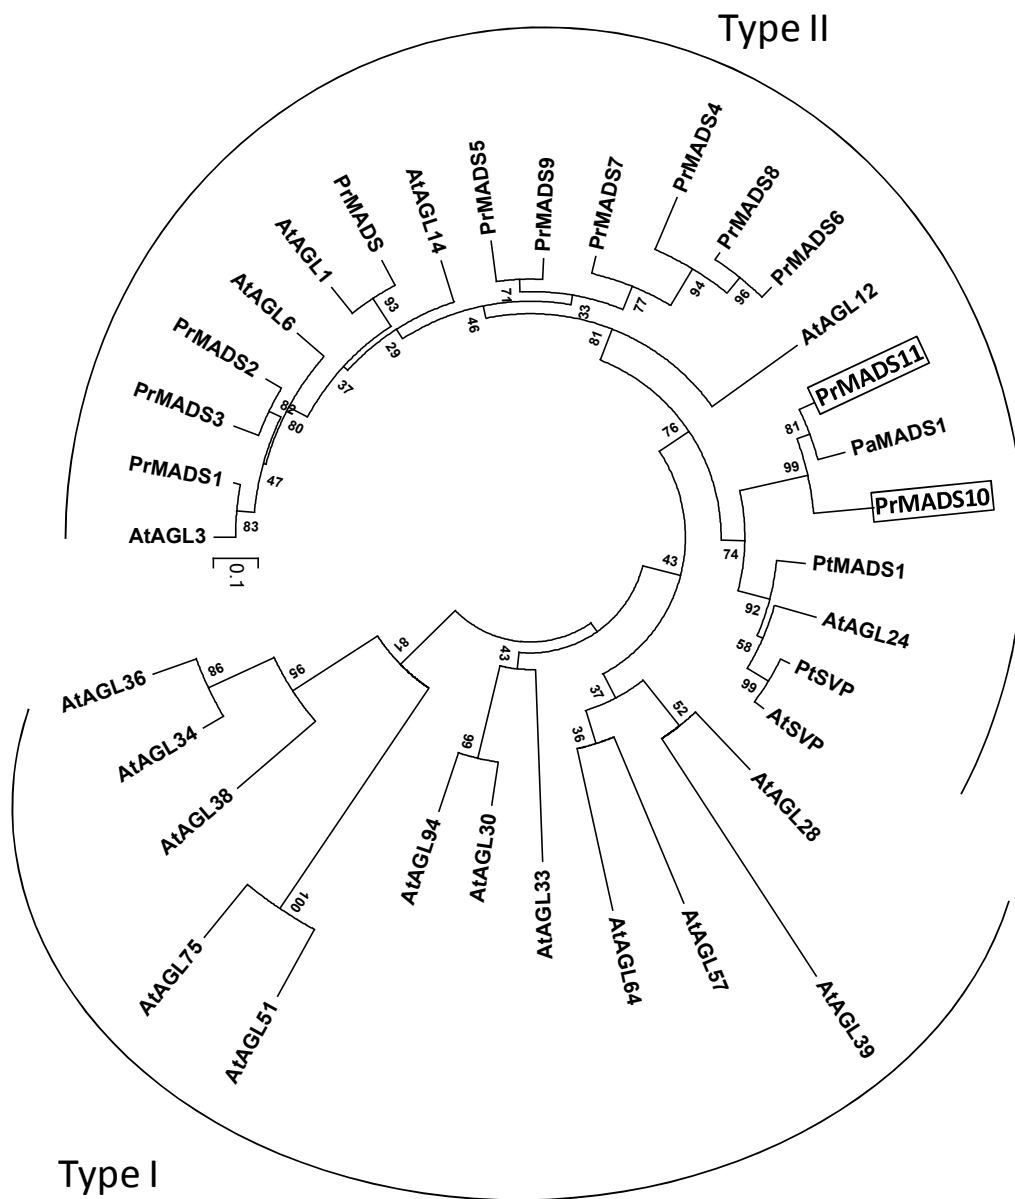 Type II
PrMADS4
PrMADS5
PrMADS9
PrMADS7
PrMADS8
PrMADS6
PrMADS
AtAGL14
AtAGL1
AtAGL6
AtAGL12
PrMADS2
PrMADS3
PrMADS1
AtAGL3
PrMADS11
PaMADS1
PrMADS10
PtMADS1
AtAGL24
PtSVP
AtSVP
93
71
33
77
94
96
29
46
81
37
82
80
47
83
76
81
99
74
92
58
99
43
0.1
81
43
37
52
36
98
95
99
100
AtAGL36
AtAGL34
AtAGL38
AtAGL75
AtAGL51
AtAGL94
AtAGL30
AtAGL33
AtAGL64
AtAGL57
AtAGL28
AtAGL39
Type I